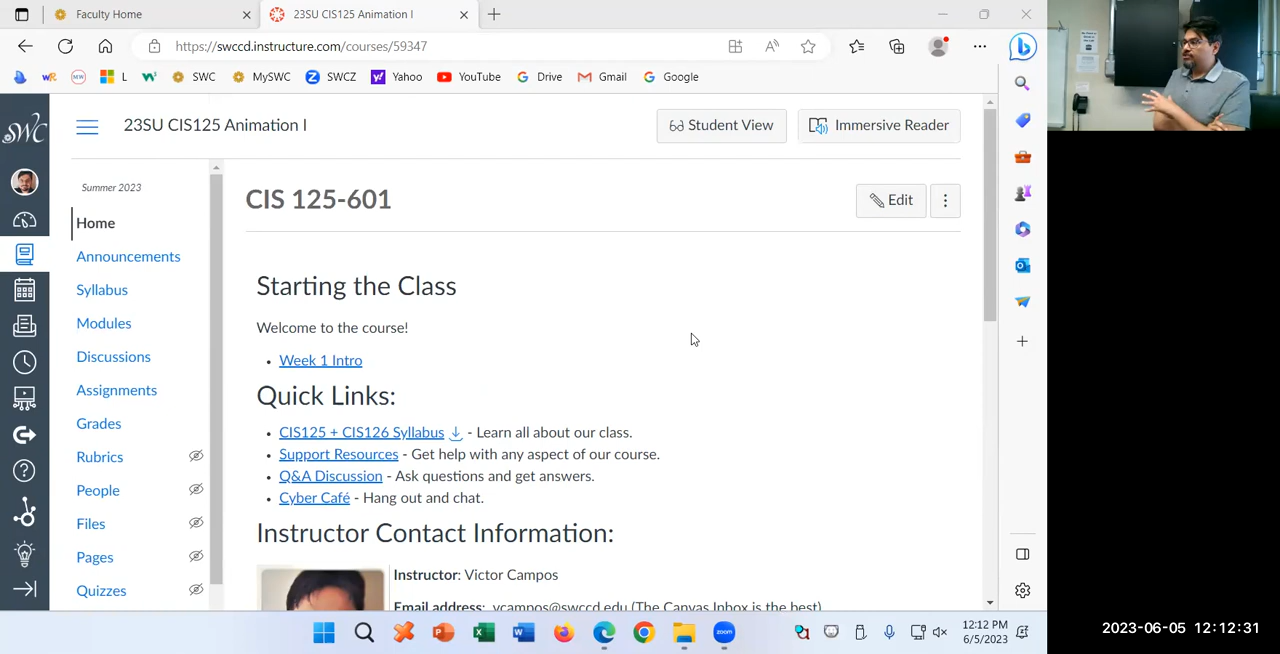 Faculty Home
23SU CIS125 Animation I
https://swccd.instructure.com/courses/59347
L
SWC
MySWC
SWCZ
Yahoo
YouTube
Drive
Gmail
Google
SWC
23SU CIS125 Animation I
Student View
Immersive Reader
Summer 2023
CIS 125-601
Edit
Home
Announcements
Syllabus
Modules
Discussions
Assignments
Grades
Rubrics
People
Files
Pages
Quizzes
Starting the Class
Welcome to the course!
Week 1 Intro
Quick Links:
CIS125 + CIS126 Syllabus - Learn all about our class.
Support Resources - Get help with any aspect of our course.
Q&A Discussion - Ask questions and get answers.
Cyber Café - Hang out and chat.
Instructor Contact Information:
Instructor: Victor Campos
Email address: vcampos@swccd.edu (The Canvas Inbox is the best)
zoom
12:12 PM
6/5/2023
2023-06-05 12:12:31